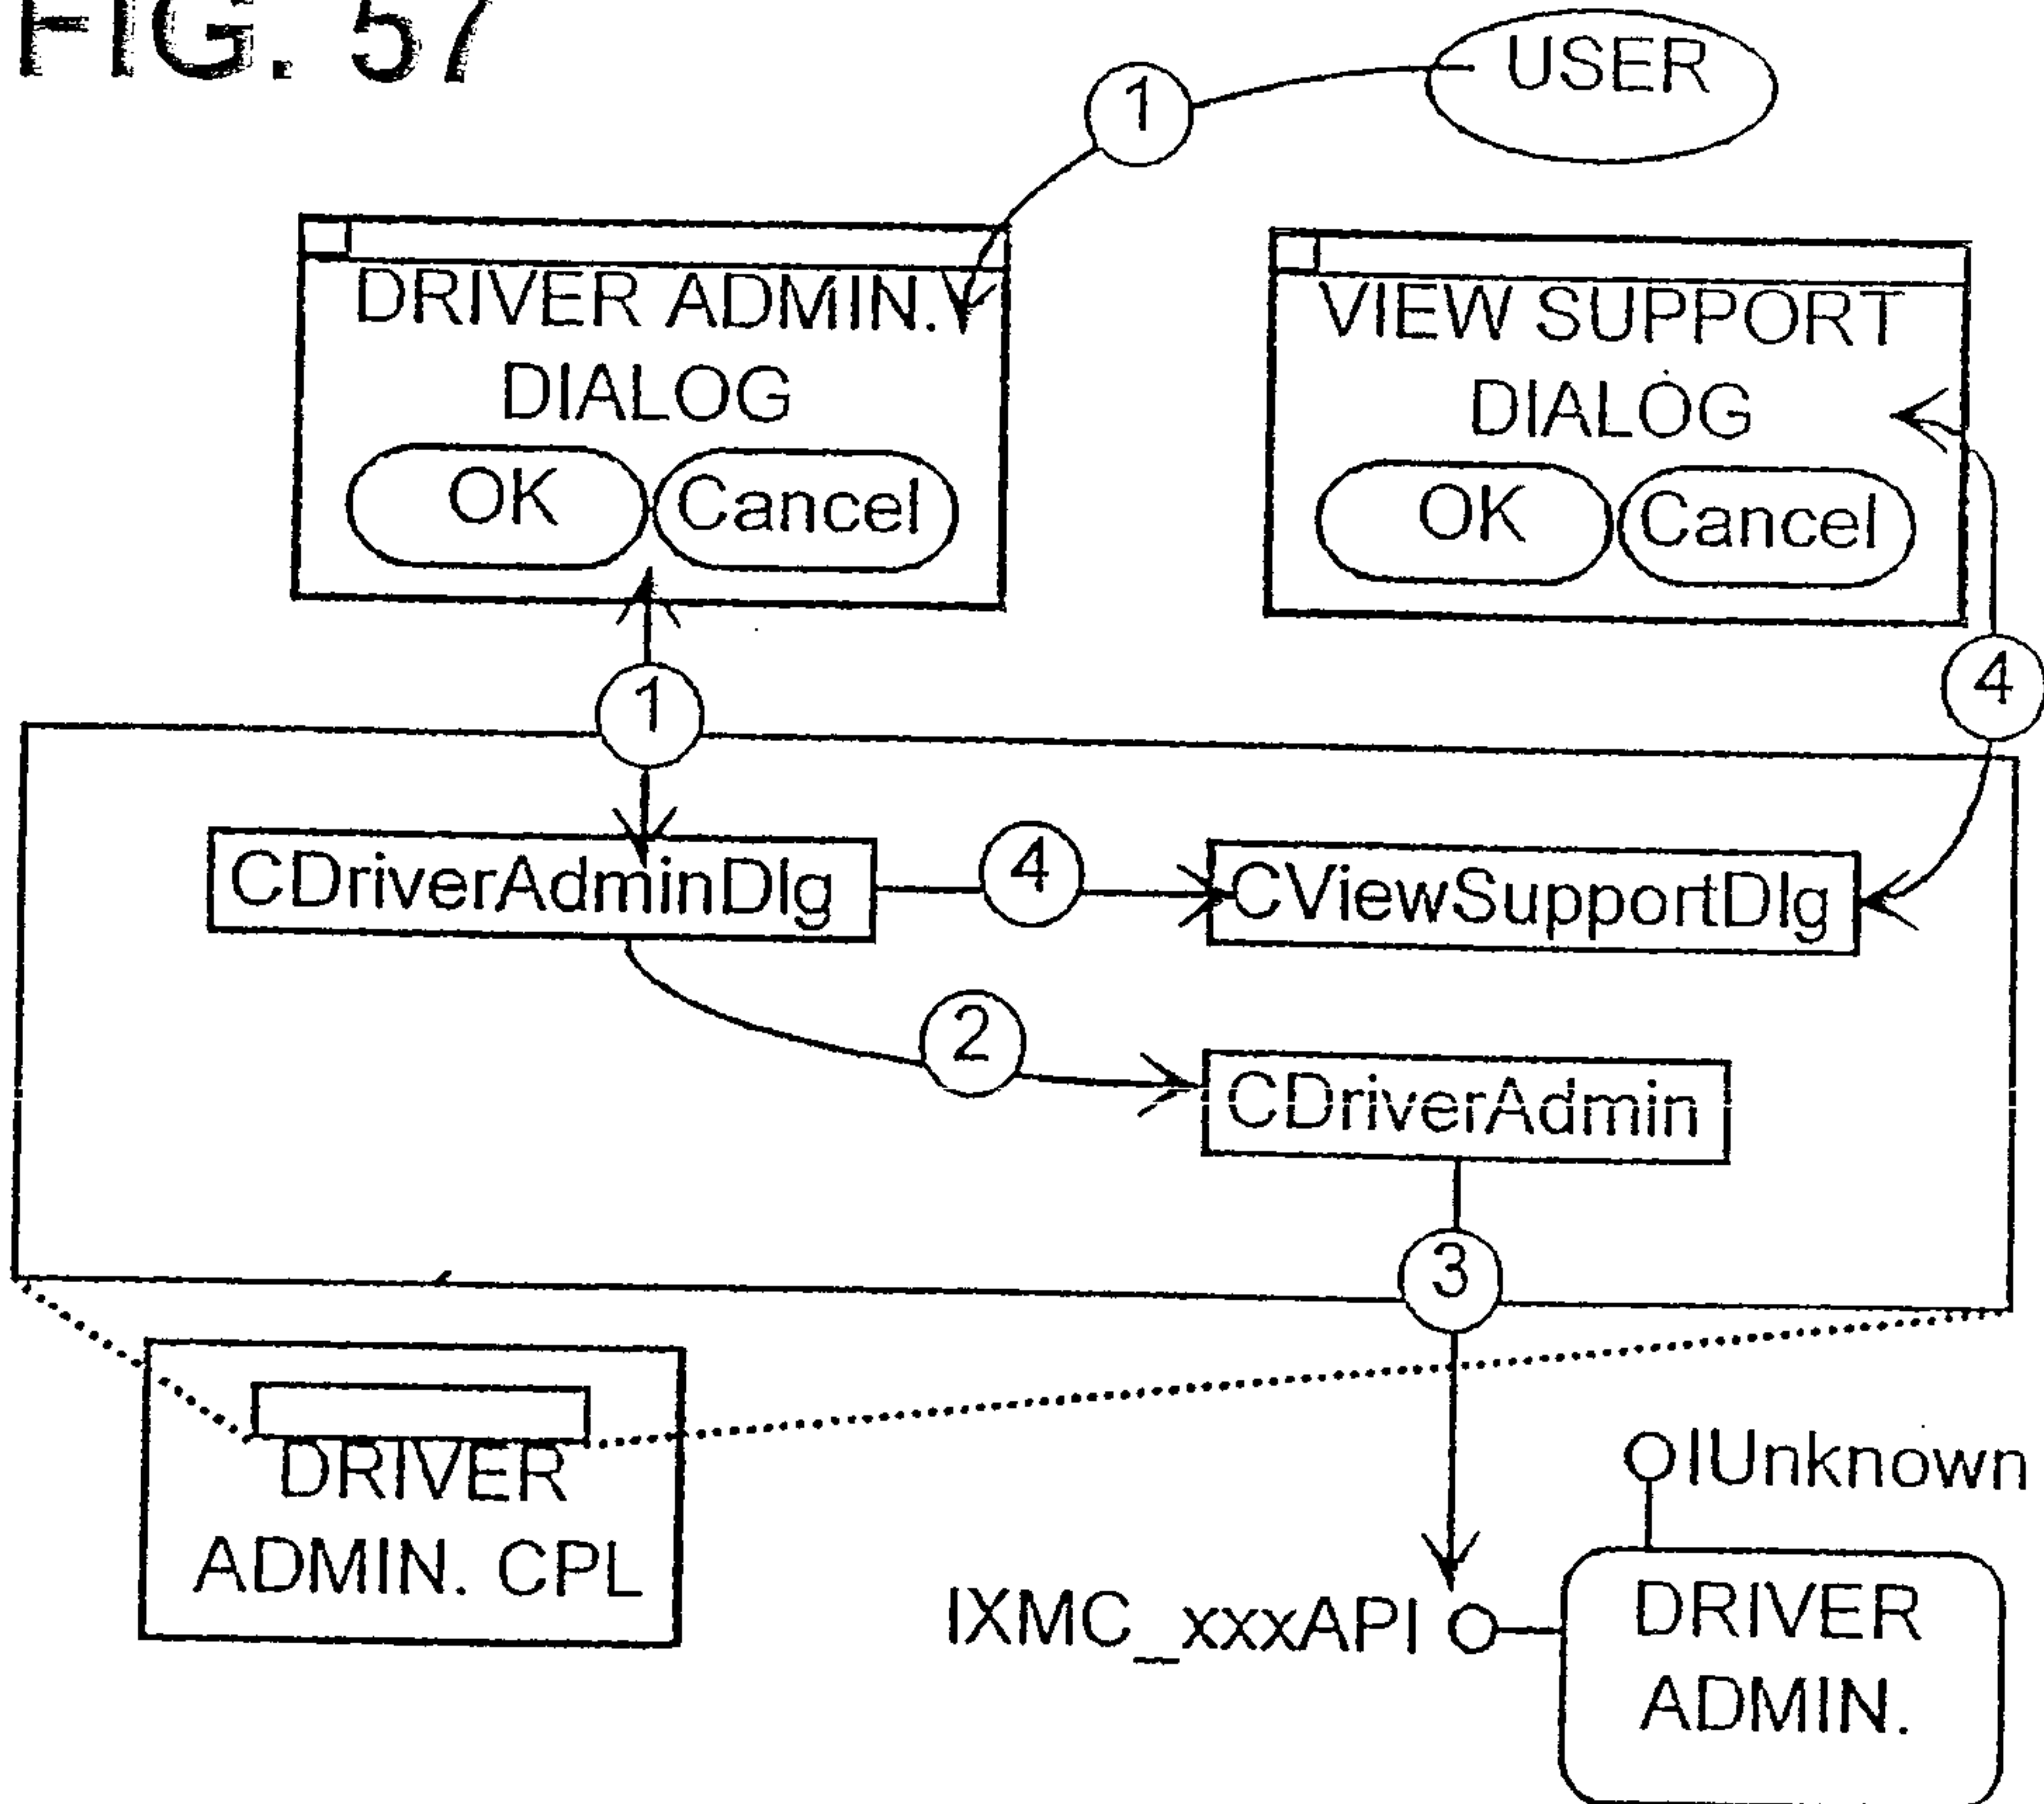 FIG. 57
USER
1
DRIVER ADMIN.
DIALOG
OK Cancel
VIEW SUPPORT
DIALOG
OK Cancel
1
4
CDriverAdminDlg
4
CViewSupportDlg
2
CDriverAdmin
3
DRIVER
ADMIN. CPL
IUnknown
IXMC_xxxAPI
DRIVER
ADMIN.